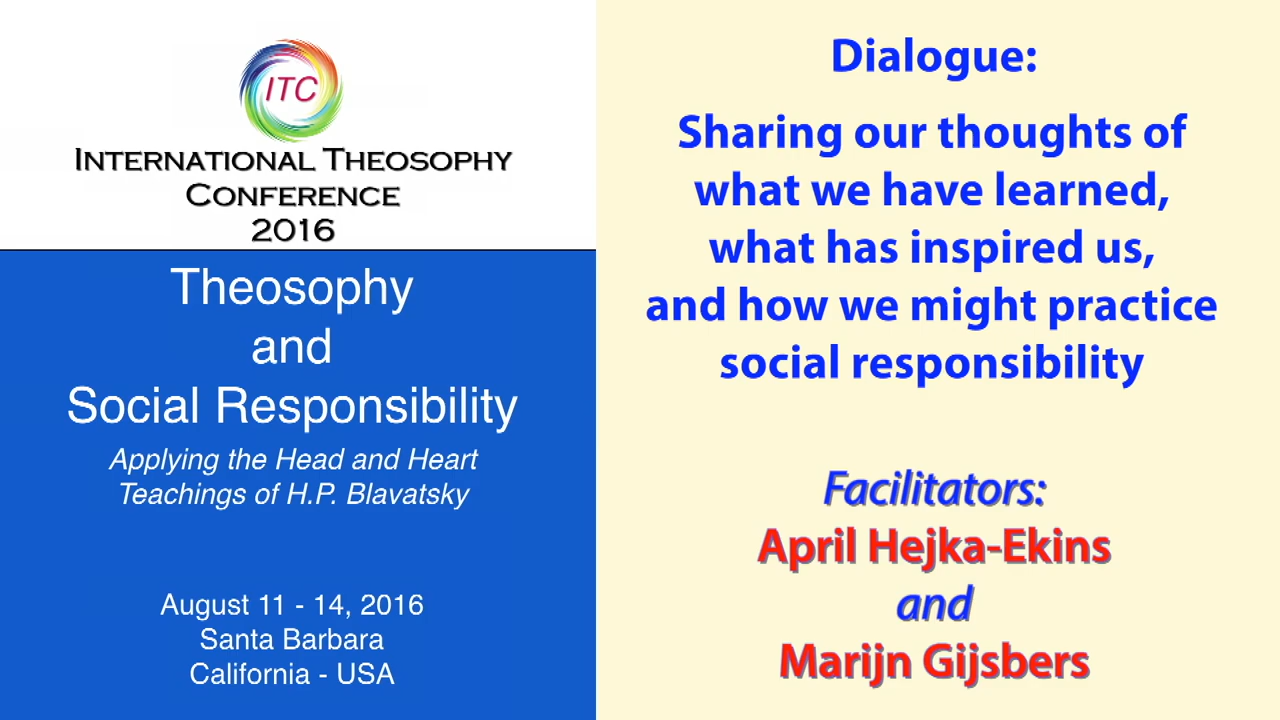 ITC
INTERNATIONAL THEOSOPHY
CONFERENCE
2016
Theosophy
and
Social Responsibility
Applying the Head and Heart
Teachings of H.P. Blavatsky
August 11 - 14, 2016
Santa Barbara
California - USA
Dialogue:
Sharing our thoughts of
what we have learned,
what has inspired us,
and how we might practice
social responsibility
Facilitators:
April Hejka-Ekins
and
Marijn Gijsbers